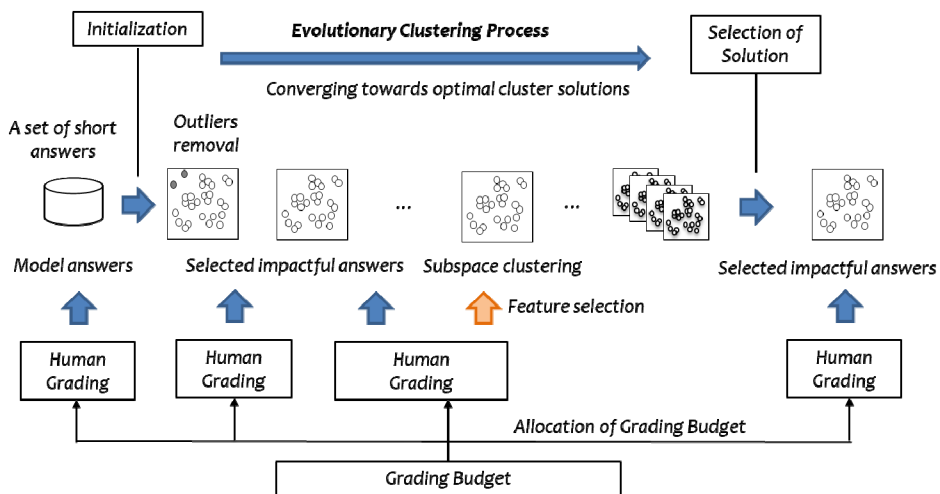 Initialization
Evolutionary Clustering Process
Selection of
Solution
Converging towards optimal cluster solutions
A set of short
answers
Outliers
removal
...
...
Model answers
Selected impactful answers
Subspace clustering
Selected impactful answers
Feature selection
Human
Grading
Human
Grading
Human
Grading
Human
Grading
Allocation of Grading Budget
Grading Budget